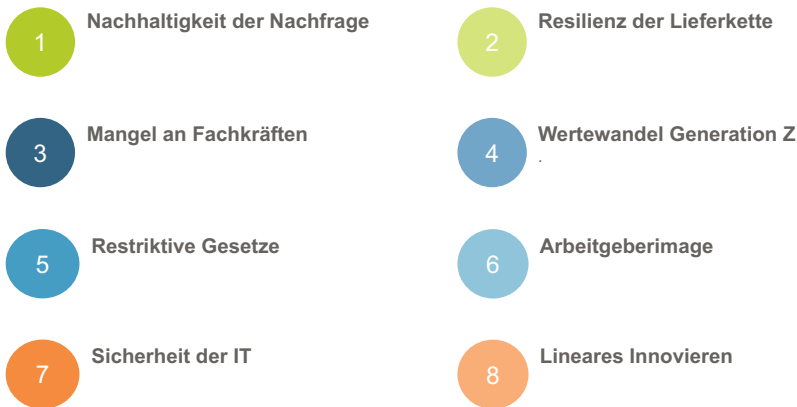 1 Nachhaltigkeit der Nachfrage
2 Resilienz der Lieferkette
3 Mangel an Fachkräften
4 Wertewandel Generation Z
.
5 Restriktive Gesetze
6 Arbeitgeberimage
7 Sicherheit der IT
8 Lineares Innovieren